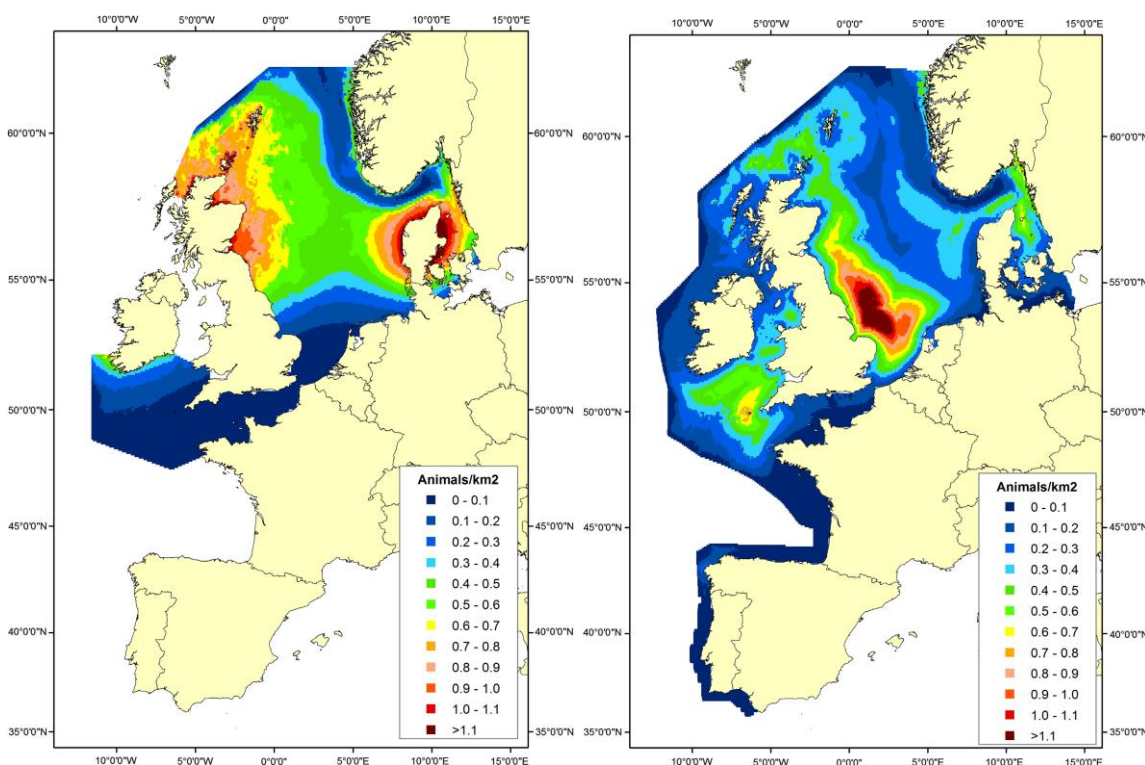 10°0'0"W 5°0'0"W 0°0'0"E 5°0'0"E 10°0'0"E 15°0'0"E
60°0'0"N
55°0'0"N
50°0'0"N
45°0'0"N
40°0'0"N
35°0'0"N
Animals/km2
0 - 0.1
0.1 - 0.2
0.2 - 0.3
0.3 - 0.4
0.4 - 0.5
0.5 - 0.6
0.6 - 0.7
0.7 - 0.8
0.8 - 0.9
0.9 - 1.0
1.0 - 1.1
>1.1
60°0'0"N
55°0'0"N
50°0'0"N
45°0'0"N
40°0'0"N
35°0'0"N
10°0'0"W 5°0'0"W 0°0'0"E 5°0'0"E 10°0'0"E 15°0'0"E
10°0'0"W 5°0'0"W 0°0'0"E 5°0'0"E 10°0'0"E 15°0'0"E
60°0'0"N
55°0'0"N
50°0'0"N
45°0'0"N
40°0'0"N
35°0'0"N
Animals/km2
0 - 0.1
0.1 - 0.2
0.2 - 0.3
0.3 - 0.4
0.4 - 0.5
0.5 - 0.6
0.6 - 0.7
0.7 - 0.8
0.8 - 0.9
0.9 - 1.0
1.0 - 1.1
>1.1
60°0'0"N
55°0'0"N
50°0'0"N
45°0'0"N
40°0'0"N
35°0'0"N
10°0'0"W 5°0'0"W 0°0'0"E 5°0'0"E 10°0'0"E 15°0'0"E